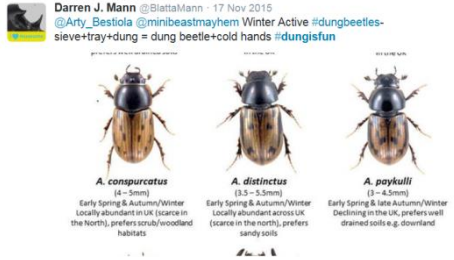 Darren J. Mann @BlattaMann · 17 Nov 2015
@Arty_Bestiola @minibeastmayhem Winter Active #dungbeetles-
sieve+tray+dung = dung beetle+cold hands #dungisfun
A. conspurcatus
(4 – 5mm)
Early Spring & Autumn/Winter
Locally abundant in UK (scarce in
the North), prefers scrub/woodland
habitats
A. distinctus
(3.5 – 5.5mm)
Early Spring & Autumn/Winter
Locally abundant across UK
(scarce in the north), prefers
sandy soils
A. paykulli
(3 – 4.5mm)
Early Spring & late Autumn/Winter
Declining in the UK, prefers well
drained soils e.g. downland